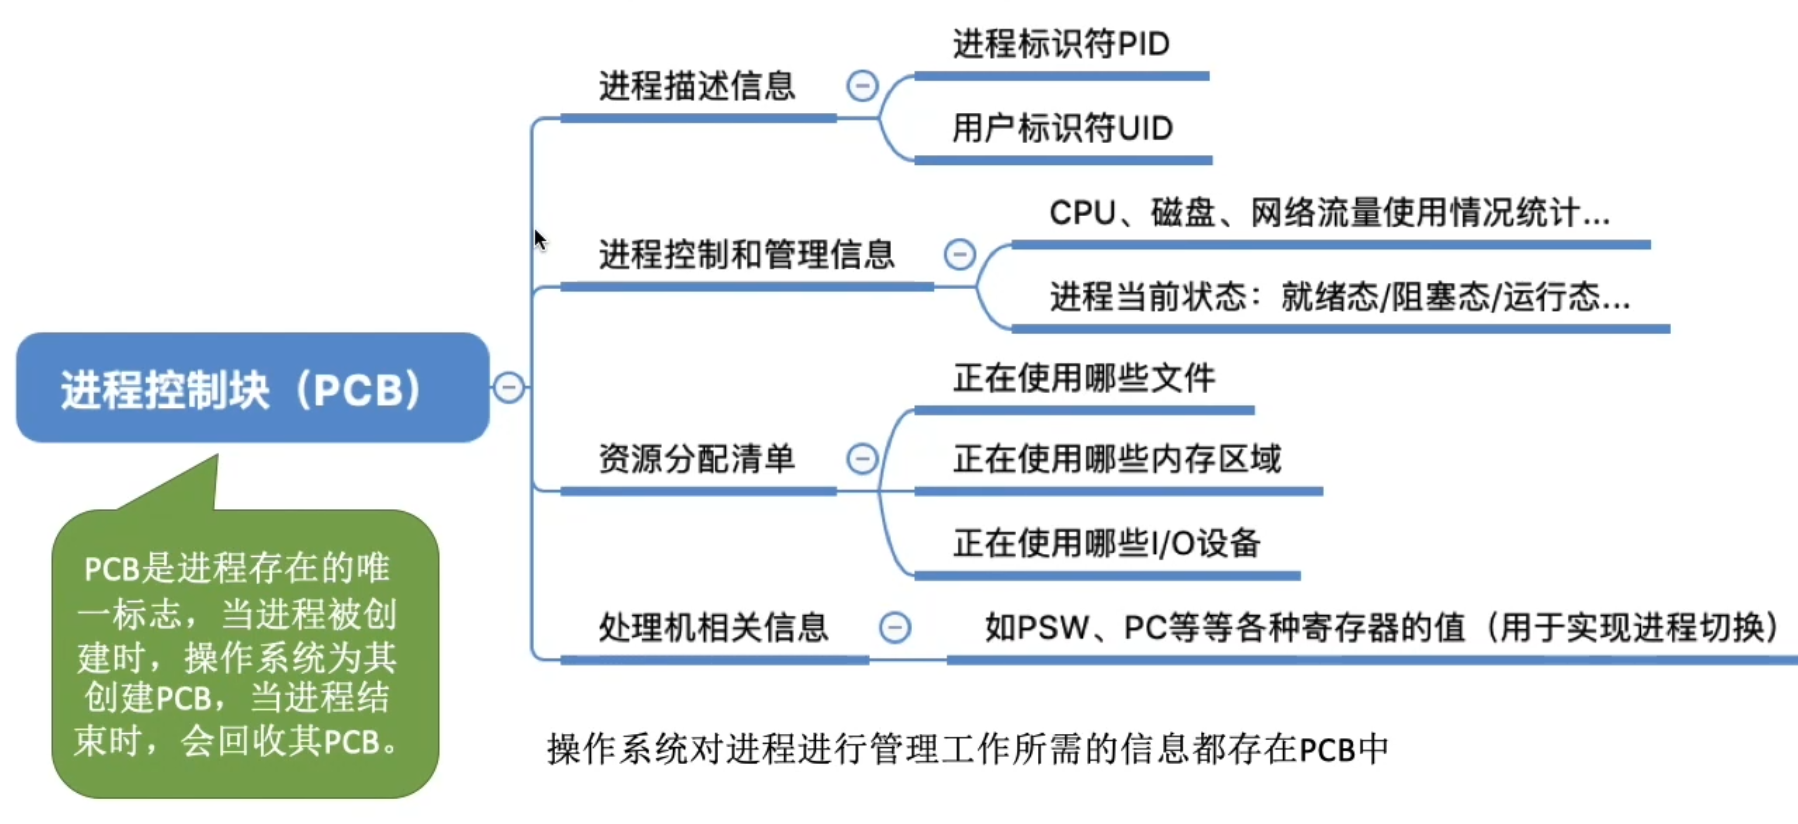 进程标识符PID
进程描述信息
用户标识符UID
CPU、磁盘、网络流量使用情况统计...
进程控制和管理信息
进程当前状态：就绪态/阻塞态/运行态...
进程控制块（PCB）
正在使用哪些文件
资源分配清单
正在使用哪些内存区域
正在使用哪些I/O设备
处理机相关信息
如PSW、PC等等各种寄存器的值（用于实现进程切换）
PCB是进程存在的唯
一标志，当进程被创
建时，操作系统为其
创建PCB，当进程结
束时，会回收其PCB。
操作系统对进程进行管理工作所需的信息都存在PCB中